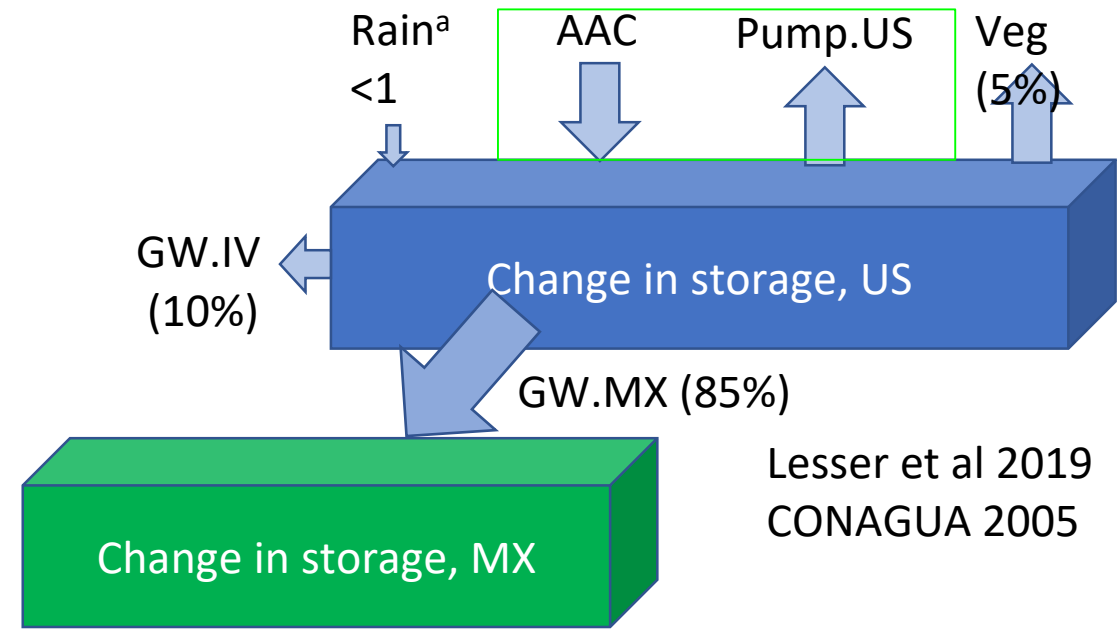 Rainᵃ
<1
AAC
Pump.US
Veg
(5%)
GW.IV
(10%)
Change in storage, US
GW.MX (85%)
Lesser et al 2019
CONAGUA 2005
Change in storage, MX